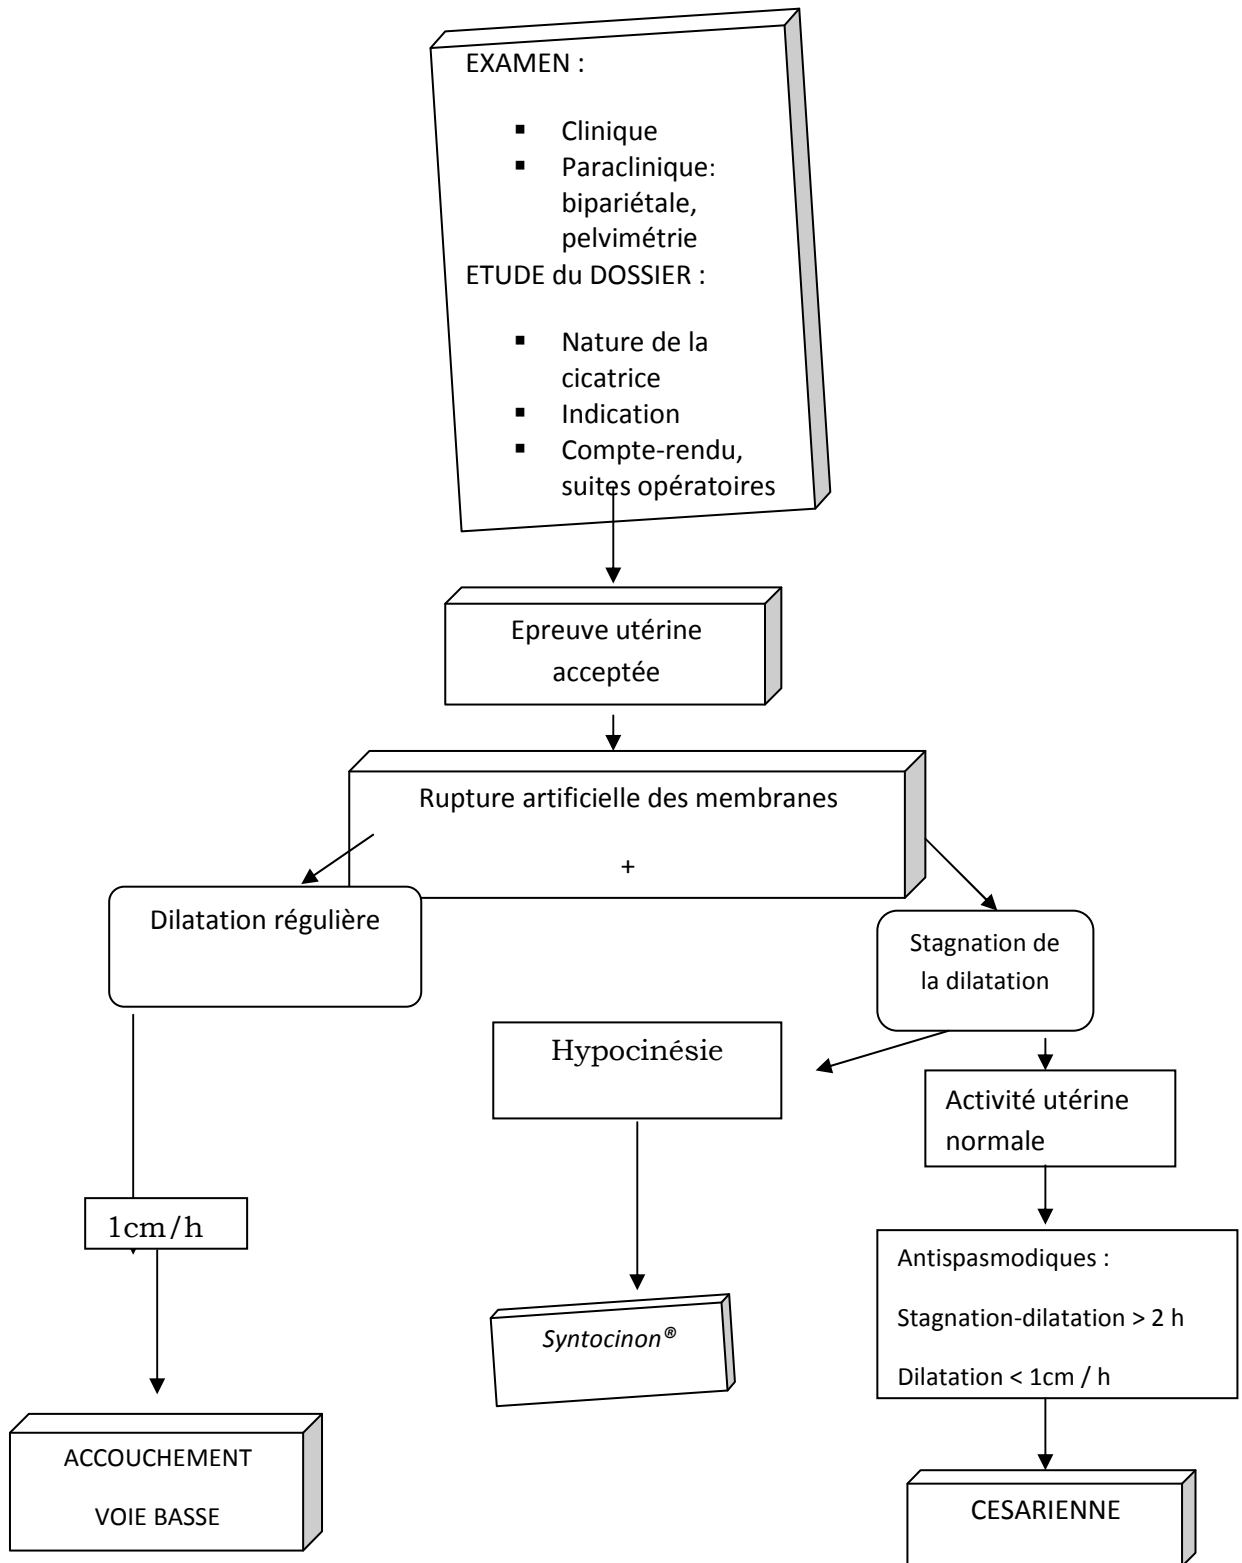 EXAMEN :
▪ Clinique
▪ Paraclinique:
bipariétale,
pelvimétrie
ETUDE du DOSSIER :
▪ Nature de la
cicatrice
▪ Indication
▪ Compte-rendu,
suites opératoires
Epreuve utérine
acceptée
Rupture artificielle des membranes
+
Dilatation régulière
Stagnation de
la dilatation
Hypocinésie
Activité utérine
normale
1cm/h
Antispasmodiques :
Stagnation-dilatation > 2 h
Dilatation < 1cm / h
Syntocinon®
ACCOUCHEMENT
VOIE BASSE
CESARIENNE